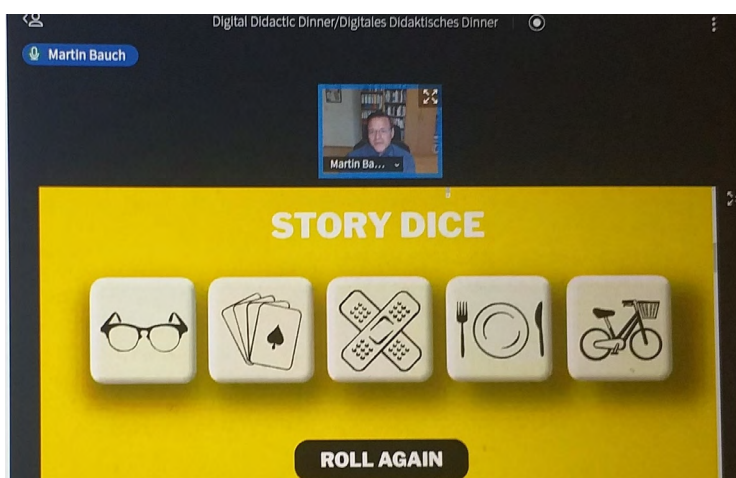 Digital Didactic Dinner/Digitales Didaktisches Dinner
Martin Bauch
Martin Ba...
STORY DICE
ROLL AGAIN